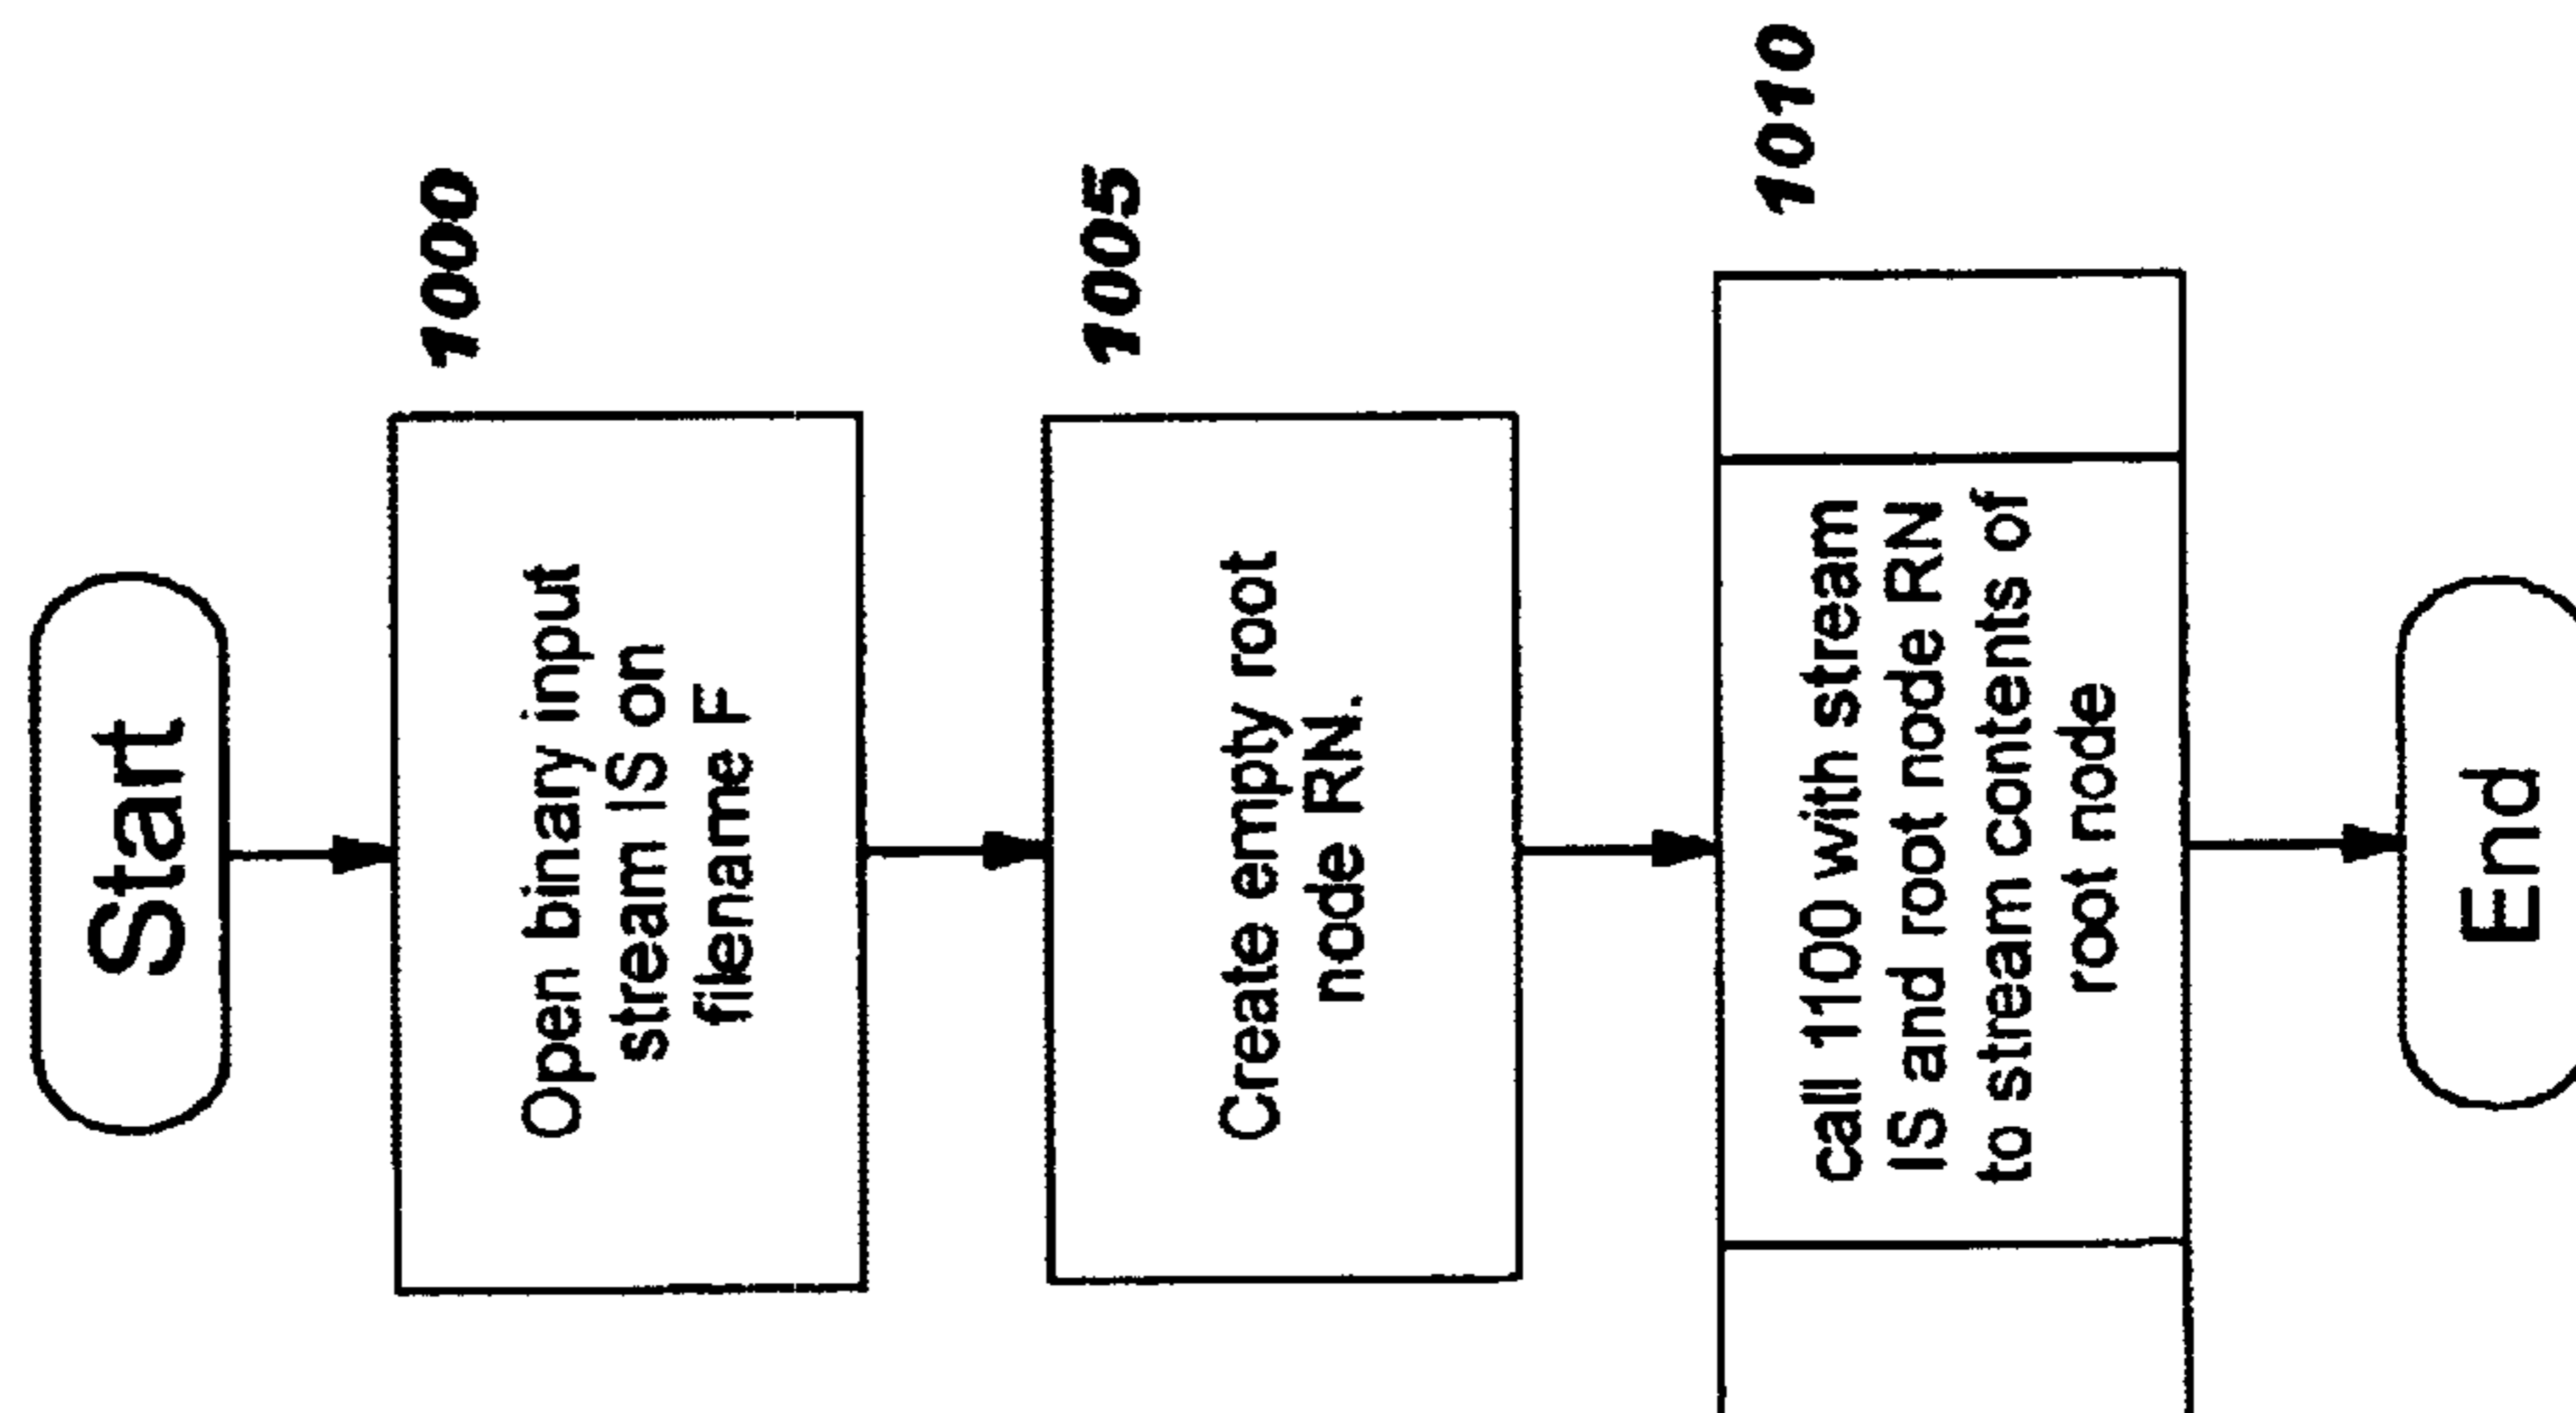 Start
1000
Open binary input
stream IS on
filename F
1005
Create empty root
node RN.
1010
call 1100 with stream
IS and root node RN
to stream contents of
root node
End